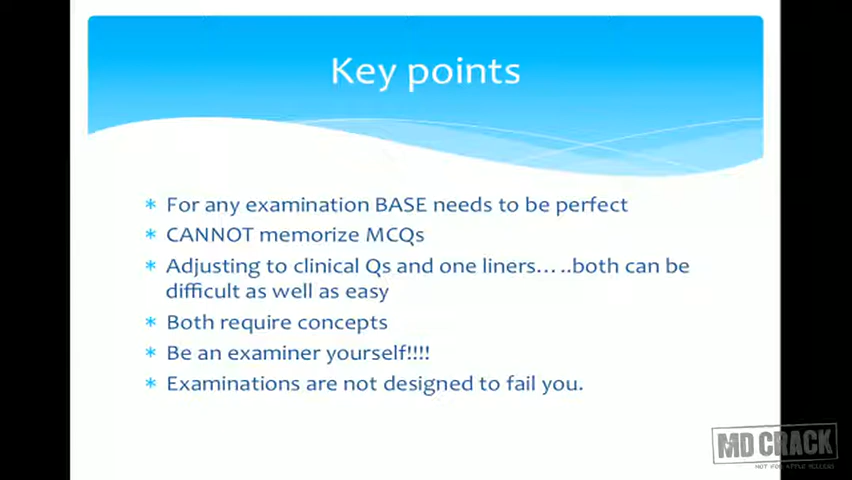 Key points
* For any examination BASE needs to be perfect
* CANNOT memorize MCQs
* Adjusting to clinical Qs and one liners.....both can be
difficult as well as easy
* Both require concepts
* Be an examiner yourself!!!!
* Examinations are not designed to fail you.
MD CRACK